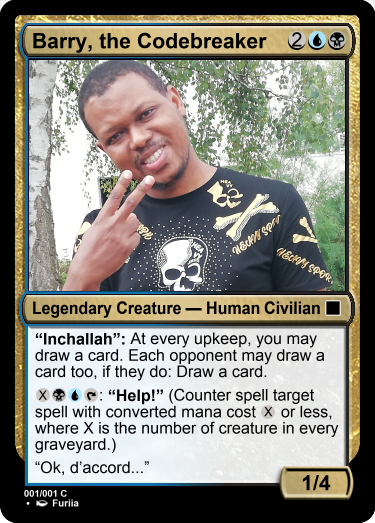 Barry, the Codebreaker 2
Legendary Creature — Human Civilian
“Inchallah”: At every upkeep, you may
draw a card. Each opponent may draw a
card too, if they do: Draw a card.
X : “Help!” (Counter spell target
spell with converted mana cost X or less,
where X is the number of creature in every
graveyard.)
“Ok, d’accord...”
1/4
001/001 C
• Furiia